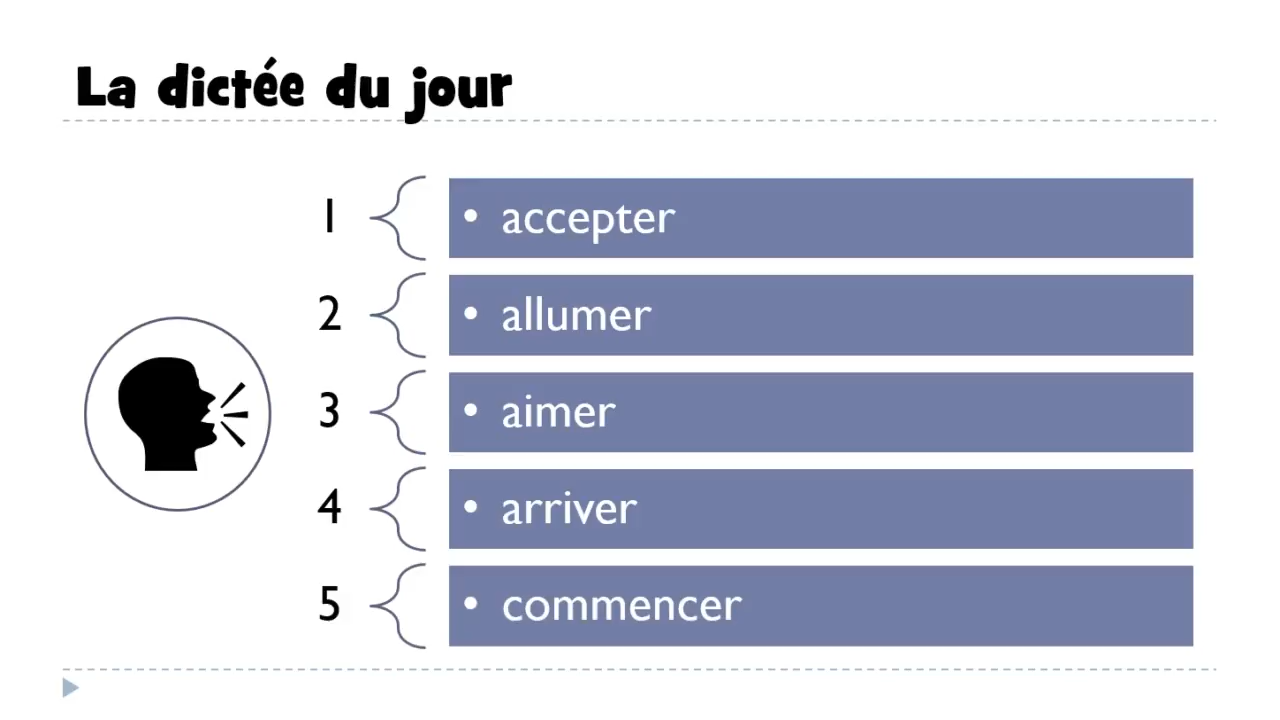 La dictée du jour
1 • accepter
2 • allumer
3 • aimer
4 • arriver
5 • commencer